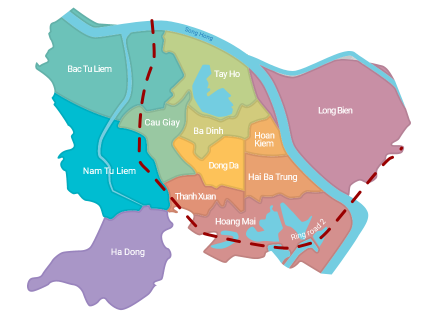 Song Hong
Bac Tu Liem
Tay Ho
Long Bien
Cau Giay
Ba Dinh
Hoan
Kiem
Dong Da
Nam Tu Liem
Hai Ba Trung
Thanh Xuan
Hoang Mai
Ring road 2
Ha Dong